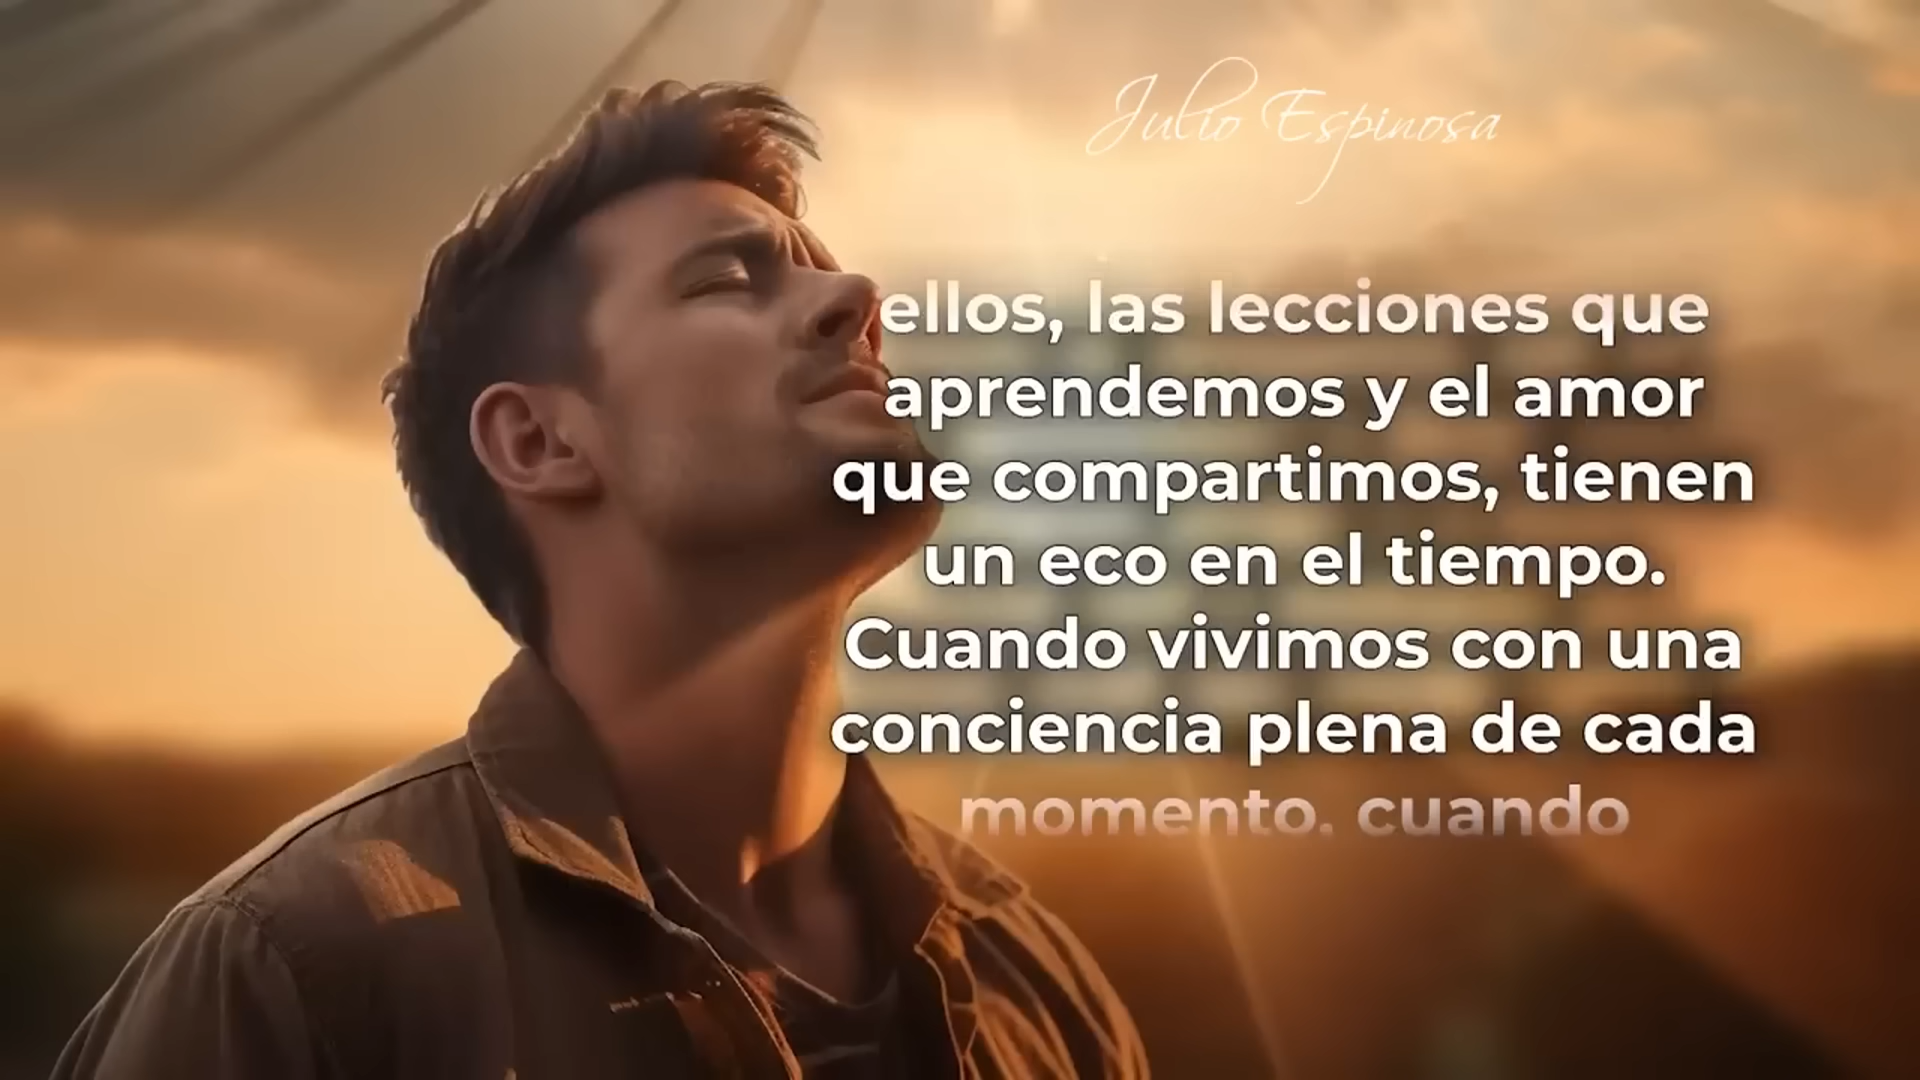 Julio Espinosa
ellos, las lecciones que
aprendemos y el amor
que compartimos, tienen
un eco en el tiempo.
Cuando vivimos con una
conciencia plena de cada
momento, cuando